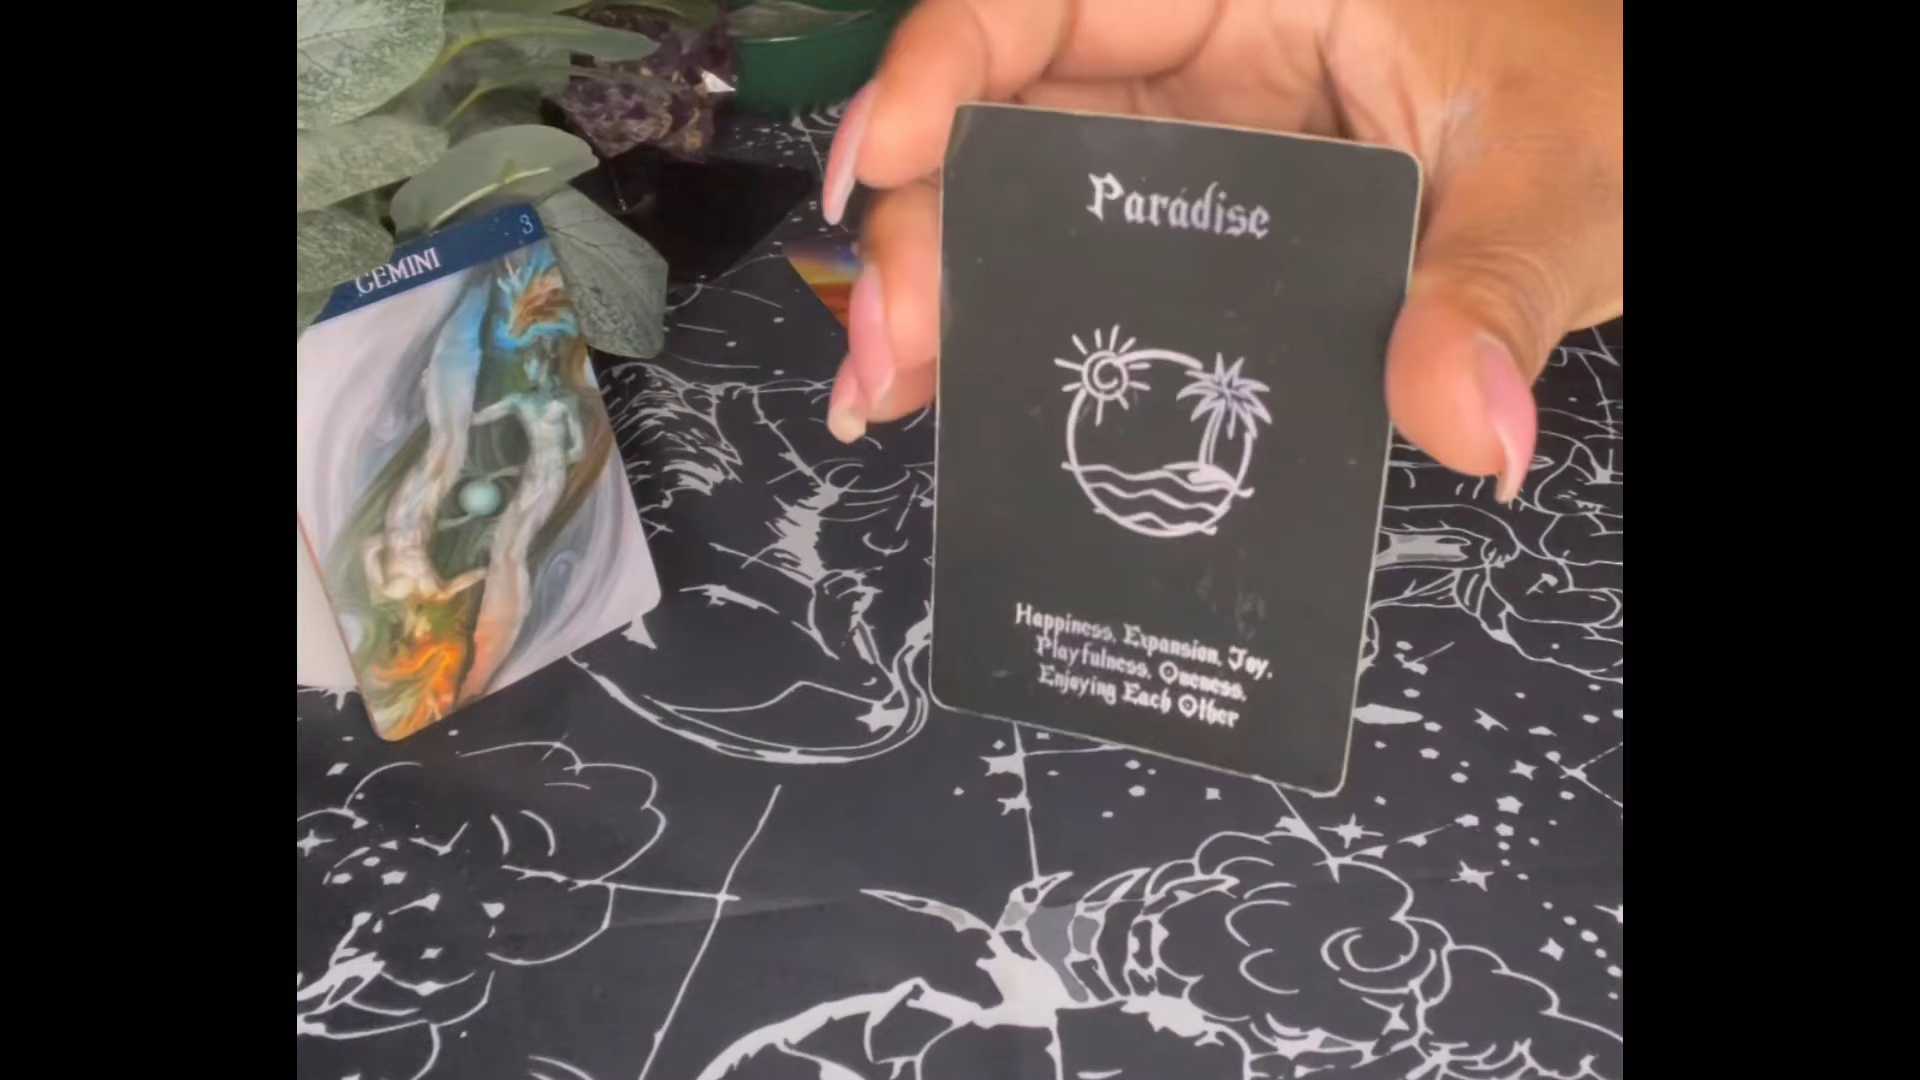 GEMINI 3
Paradise
Happiness, Expansion, Joy,
Playfulness, Oneness,
Enjoying Each Other